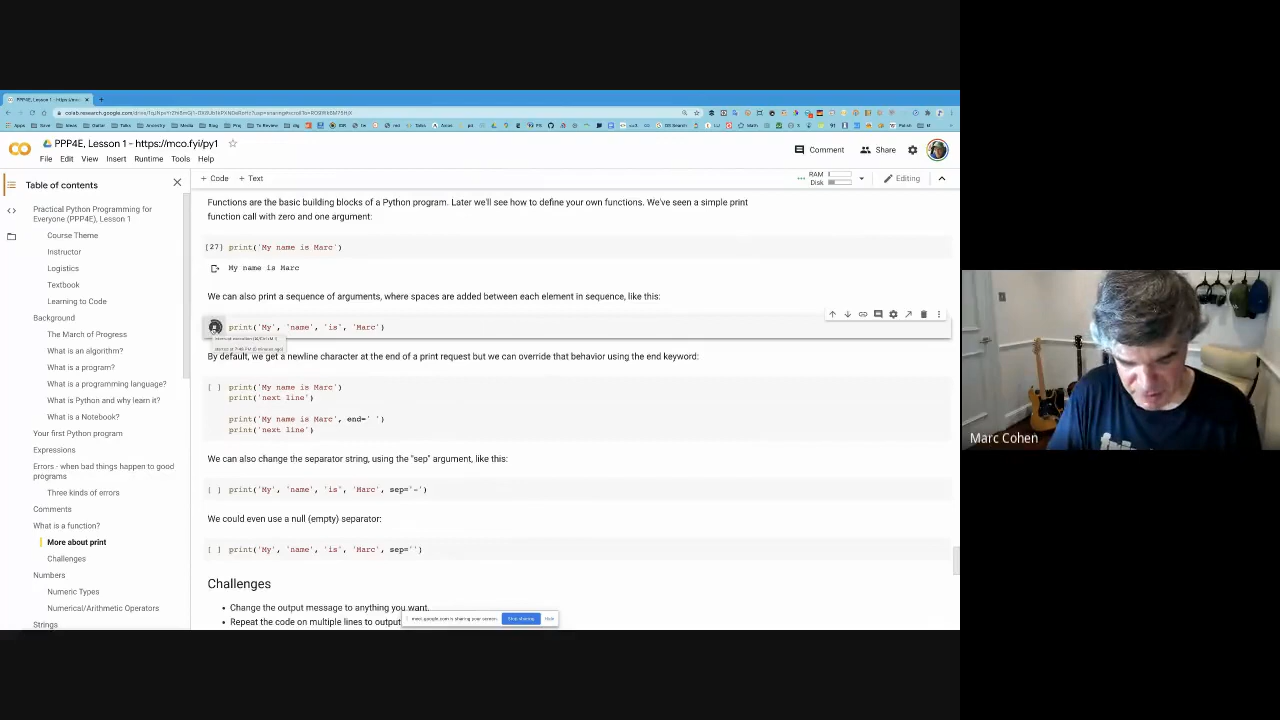 PPP4E, Lesson 1 - https://mco.fyi/py1
File Edit View Insert Runtime Tools Help
Comment
Share
Table of contents
+ Code + Text
RAM
Disk
Editing
Practical Python Programming for
Everyone (PPP4E), Lesson 1
Course Theme
Instructor
Logistics
Textbook
Learning to Code
Background
The March of Progress
What is an algorithm?
What is a program?
What is a programming language?
What is Python and why learn it?
What is a Notebook?
Your first Python program
Expressions
Errors - when bad things happen to good
programs
Three kinds of errors
Comments
What is a function?
More about print
Challenges
Numbers
Numeric Types
Numerical/Arithmetic Operators
Strings
Functions are the basic building blocks of a Python program. Later we'll see how to define your own functions. We've seen a simple print
function call with zero and one argument:
[27] print('My name is Marc')
My name is Marc
We can also print a sequence of arguments, where spaces are added between each element in sequence, like this:
print('My', 'name', 'is', 'Marc')
By default, we get a newline character at the end of a print request but we can override that behavior using the end keyword:
[ ] print('My name is Marc')
print('next line')
print('My name is Marc', end=' ')
print('next line')
We can also change the separator string, using the "sep" argument, like this:
[ ] print('My', 'name', 'is', 'Marc', sep='-')
We could even use a null (empty) separator:
[ ] print('My', 'name', 'is', 'Marc', sep='')
Challenges
• Change the output message to anything you want.
• Repeat the code on multiple lines to output
meet.google.com is sharing your screen.
Stop sharing
Hide
Marc Cohen